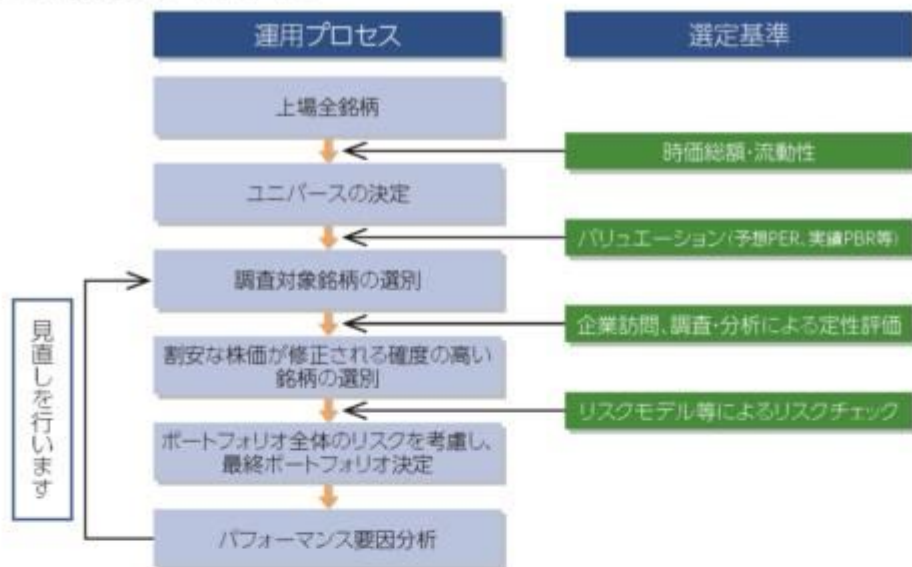 運用プロセス
選定基準
上場全銘柄
時価総額・流動性
ユニバースの決定
バリュエーション(予想PER、実績PBR等)
調査対象銘柄の選別
企業訪問、調査・分析による定性評価
割安な株価が修正される確度の高い
銘柄の選別
リスクモデル等によるリスクチェック
ポートフォリオ全体のリスクを考慮し、
最終ポートフォリオ決定
パフォーマンス要因分析
見直しを行います